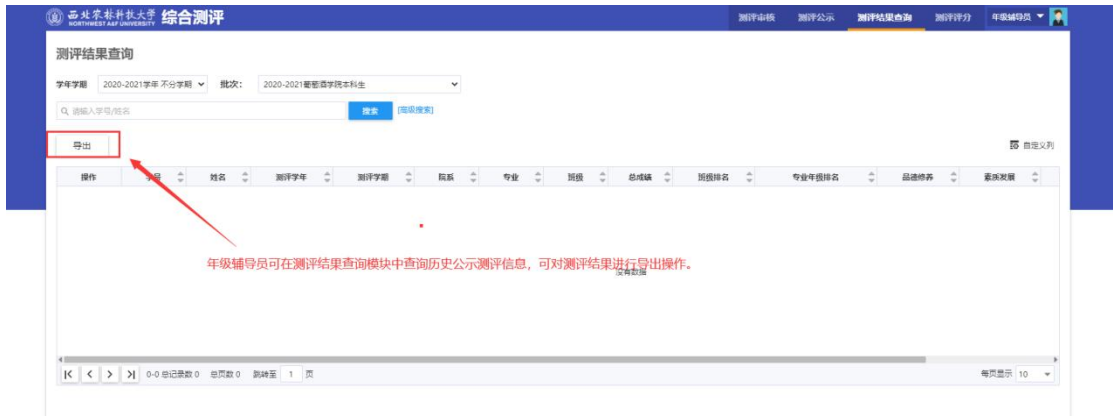 西北农林科技大学 综合测评
NORTHWEST A&F UNIVERSITY
测评审核 测评公示 测评结果查询 测评评分 年级辅导员
测评结果查询
学年学期 2020-2021学年 不分学期 批次: 2020-2021葡萄酒学院本科生
请输入学号/姓名 搜索 [高级搜索]
导出 自定义列
操作 学号 姓名 测评学年 测评学期 院系 专业 班级 总成绩 班级排名 专业年级排名 品德修养 素质发展
年级辅导员可在测评结果查询模块中查询历史公示测评信息，可对测评结果进行导出操作。
没有数据
0-0 总记录数 0 总页数 0 跳转至 1 页 每页显示 10